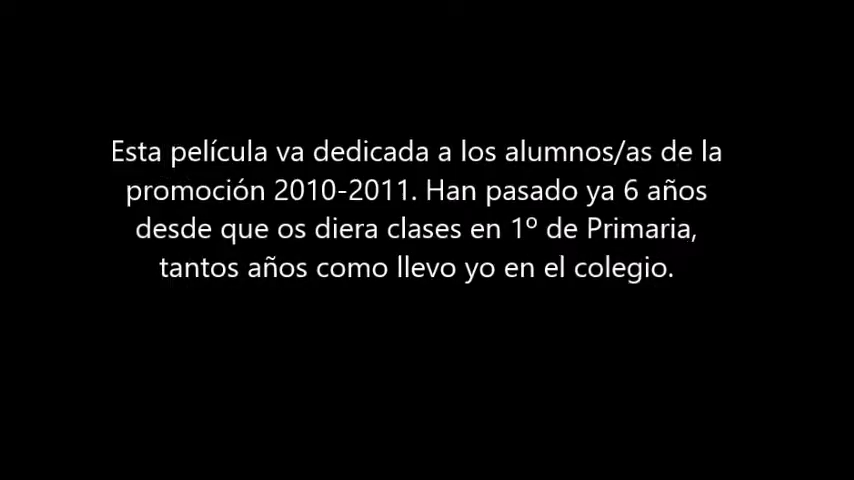 Esta película va dedicada a los alumnos/as de la
promoción 2010-2011. Han pasado ya 6 años
desde que os diera clases en 1º de Primaria,
tantos años como llevo yo en el colegio.